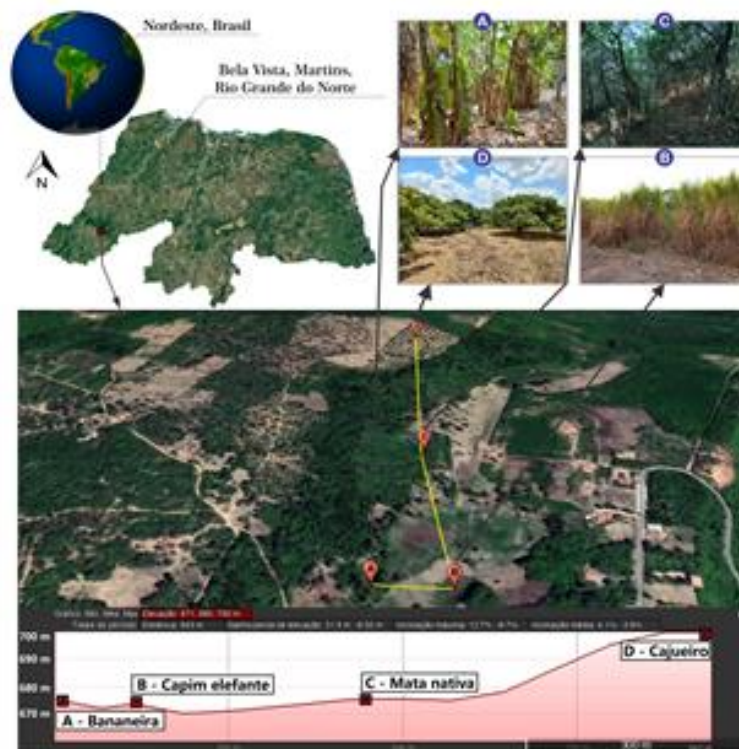 Nordeste, Brasil
Bela Vista, Martins,
Rio Grande do Norte
N
A
C
D
B
700 m
690 m
680 m
670 m
A - Bananeira
B - Capim elefante
C - Mata nativa
D - Cajueiro